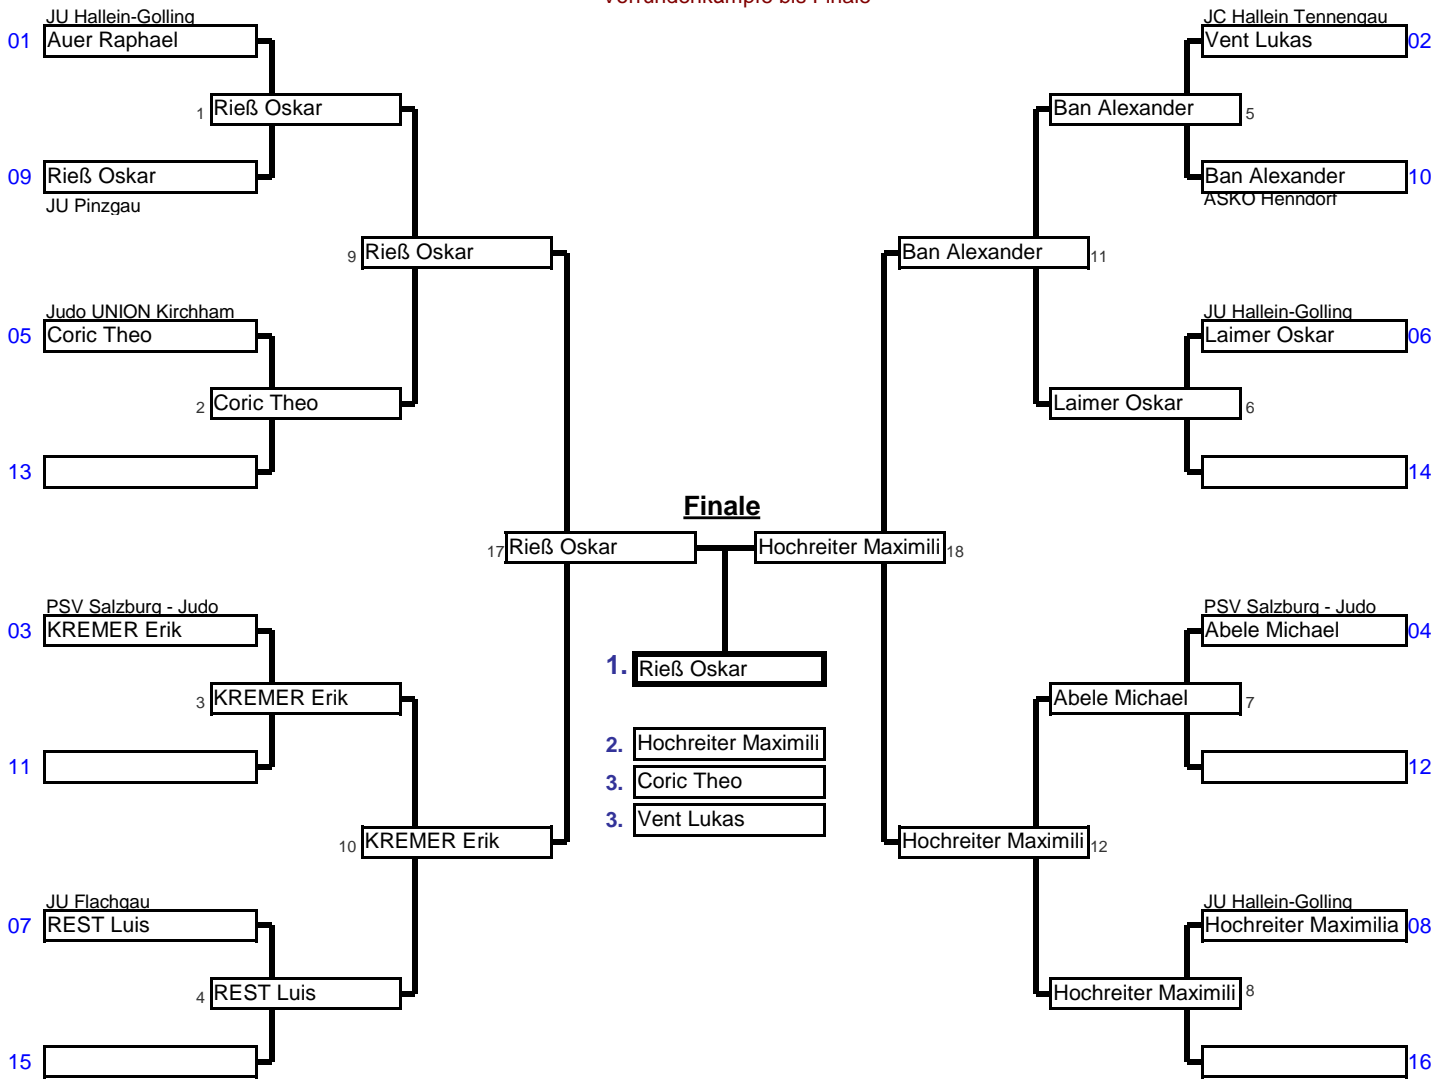 Vorrundenkämpfe bis Finale
JU Hallein-Golling
01 Auer Raphael
1 Rieß Oskar
09 Rieß Oskar
JU Pinzgau
9 Rieß Oskar
Judo UNION Kirchham
05 Coric Theo
2 Coric Theo
13
17 Rieß Oskar
PSV Salzburg - Judo
03 KREMER Erik
3 KREMER Erik
11
10 KREMER Erik
JU Flachgau
07 REST Luis
4 REST Luis
15
Finale
1. Rieß Oskar
2. Hochreiter Maximili
3. Coric Theo
3. Vent Lukas
JC Hallein Tennengau
Vent Lukas 02
Ban Alexander 5
Ban Alexander 10
ASKÖ Henndorf
Ban Alexander 11
JU Hallein-Golling
Laimer Oskar 06
Laimer Oskar 6
14
Hochreiter Maximili 18
PSV Salzburg - Judo
Abele Michael 04
Abele Michael 7
12
Hochreiter Maximili 12
JU Hallein-Golling
Hochreiter Maximilia 08
Hochreiter Maximili 8
16